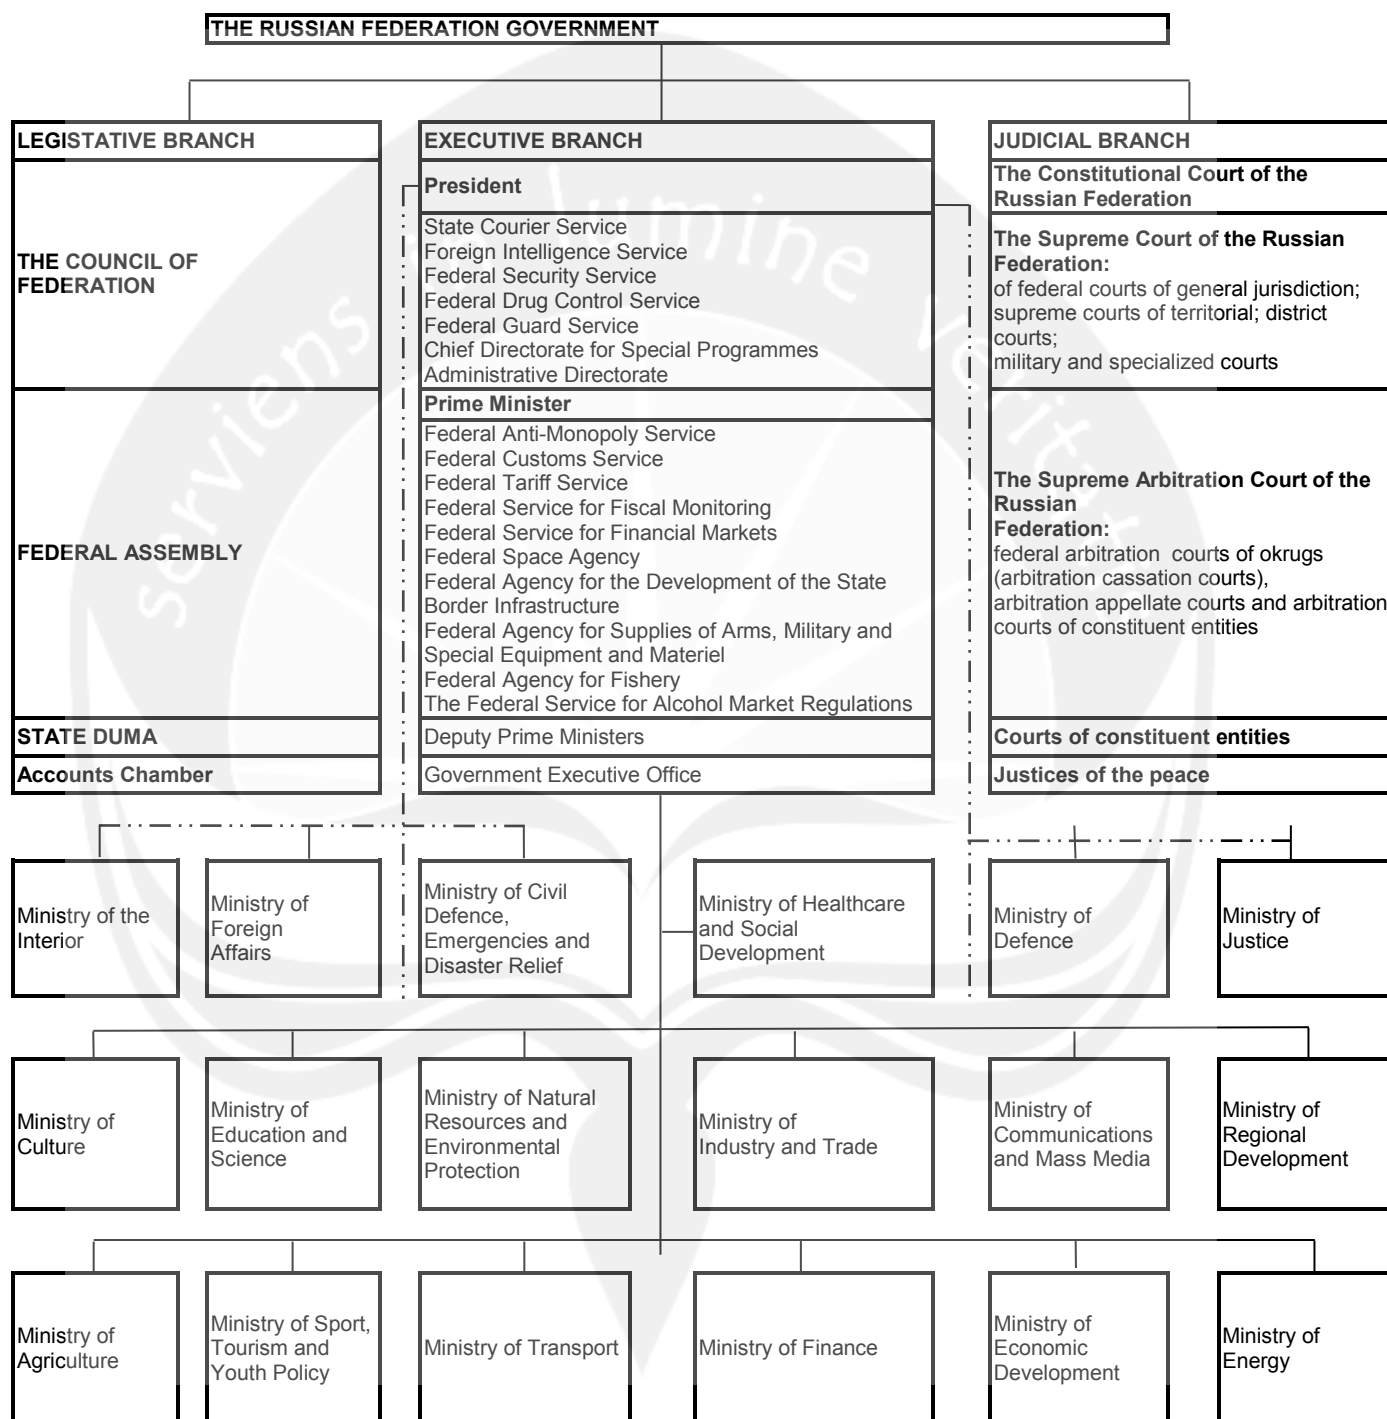 THE RUSSIAN FEDERATION GOVERNMENT
LEGISTATIVE BRANCH
THE COUNCIL OF
FEDERATION
FEDERAL ASSEMBLY
STATE DUMA
Accounts Chamber
EXECUTIVE BRANCH
President
State Courier Service
Foreign Intelligence Service
Federal Security Service
Federal Drug Control Service
Federal Guard Service
Chief Directorate for Special Programmes
Administrative Directorate
Prime Minister
Federal Anti-Monopoly Service
Federal Customs Service
Federal Tariff Service
Federal Service for Fiscal Monitoring
Federal Service for Financial Markets
Federal Space Agency
Federal Agency for the Development of the State
Border Infrastructure
Federal Agency for Supplies of Arms, Military and
Special Equipment and Materiel
Federal Agency for Fishery
The Federal Service for Alcohol Market Regulations
Deputy Prime Ministers
Government Executive Office
JUDICIAL BRANCH
The Constitutional Court of the
Russian Federation
The Supreme Court of the Russian
Federation:
of federal courts of general jurisdiction;
supreme courts of territorial; district
courts;
military and specialized courts
The Supreme Arbitration Court of the
Russian
Federation:
federal arbitration courts of okrugs
(arbitration cassation courts),
arbitration appellate courts and arbitration
courts of constituent entities
Courts of constituent entities
Justices of the peace
Ministry of the
Interior
Ministry of
Foreign
Affairs
Ministry of Civil
Defence,
Emergencies and
Disaster Relief
Ministry of Healthcare
and Social
Development
Ministry of
Defence
Ministry of
Justice
Ministry of
Culture
Ministry of
Education and
Science
Ministry of Natural
Resources and
Environmental
Protection
Ministry of
Industry and Trade
Ministry of
Communications
and Mass Media
Ministry of
Regional
Development
Ministry of
Agriculture
Ministry of Sport,
Tourism and
Youth Policy
Ministry of Transport
Ministry of Finance
Ministry of
Economic
Development
Ministry of
Energy
serviens in lumine veritatis